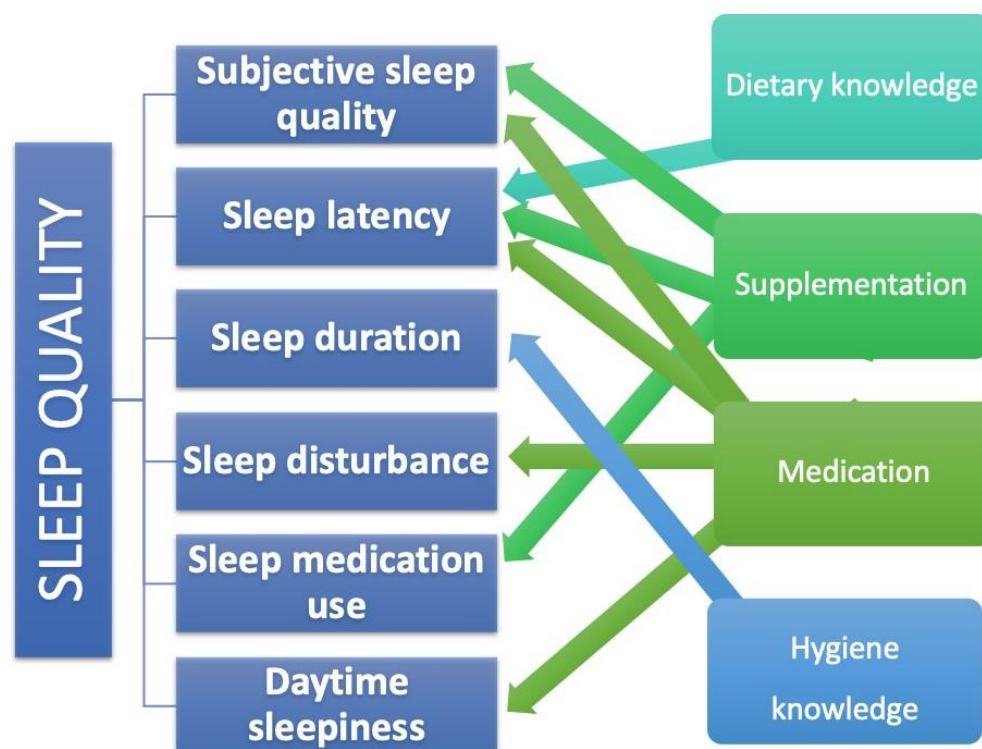 SLEEP QUALITY
Subjective sleep
quality
Sleep latency
Sleep duration
Sleep disturbance
Sleep medication
use
Daytime
sleepiness
Dietary knowledge
Supplementation
Medication
Hygiene
knowledge